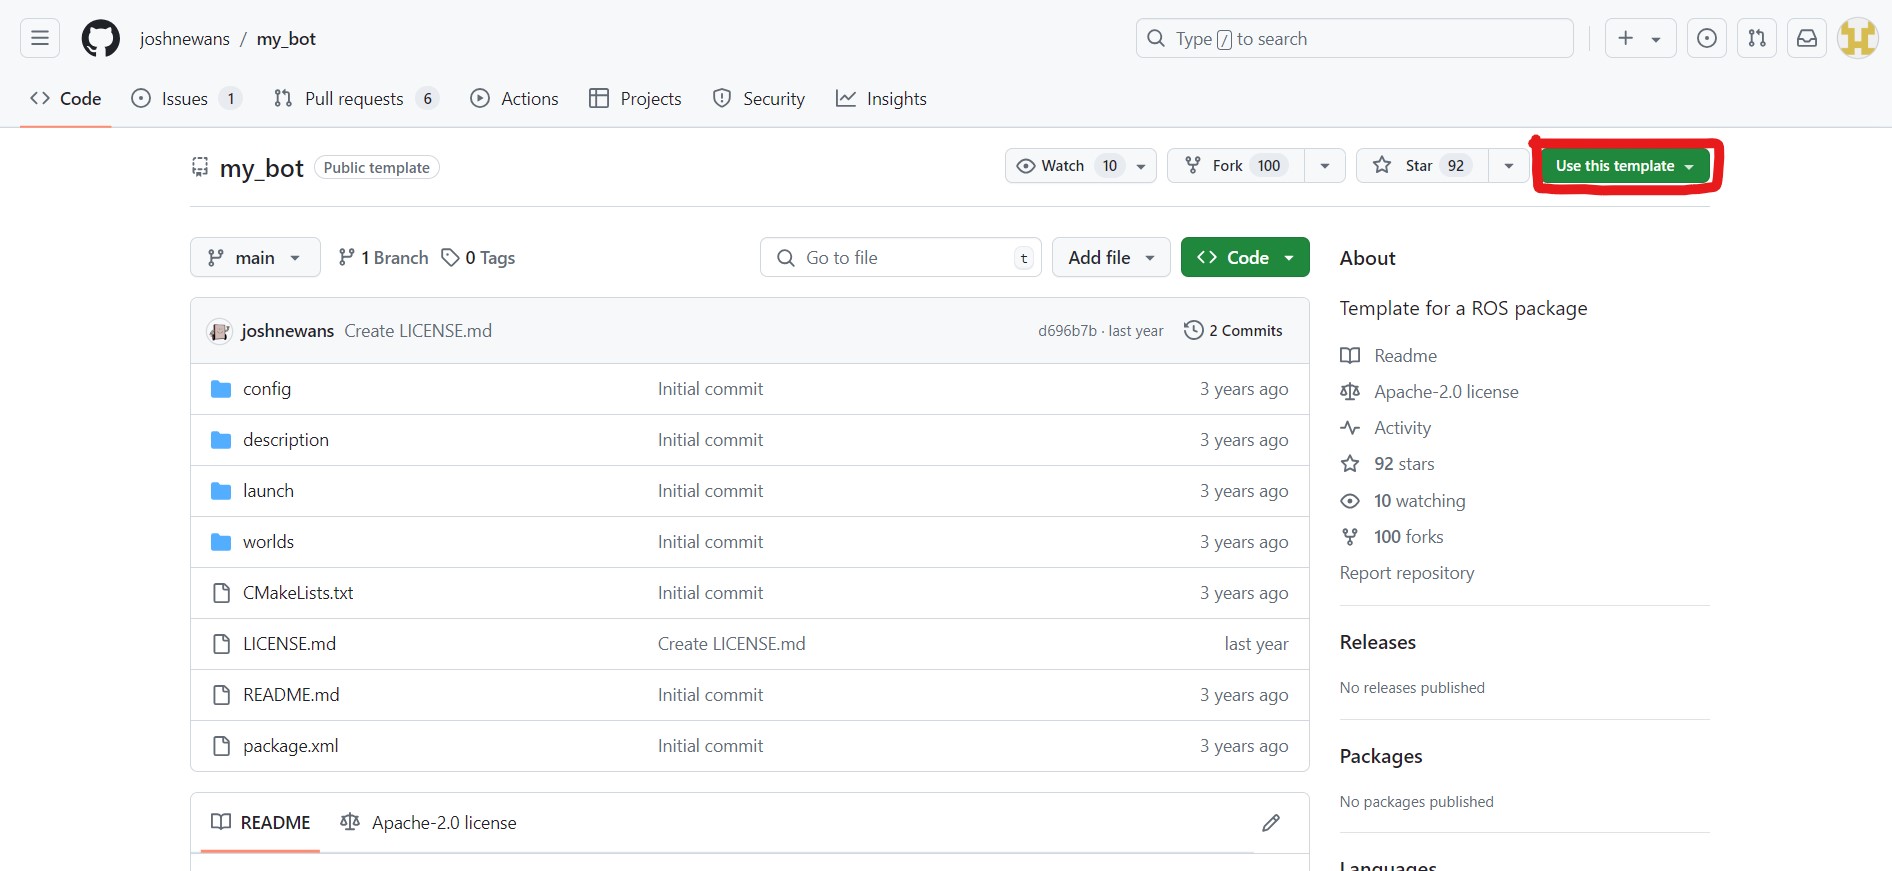 joshnewans / my_bot
Type / to search
Code
Issues 1
Pull requests 6
Actions
Projects
Security
Insights
my_bot Public template
Watch 10
Fork 100
Star 92
Use this template
main
1 Branch
0 Tags
Go to file t
Add file
Code
joshnewans Create LICENSE.md d696b7b · last year 2 Commits
config Initial commit 3 years ago
description Initial commit 3 years ago
launch Initial commit 3 years ago
worlds Initial commit 3 years ago
CMakeLists.txt Initial commit 3 years ago
LICENSE.md Create LICENSE.md last year
README.md Initial commit 3 years ago
package.xml Initial commit 3 years ago
README
Apache-2.0 license
About
Template for a ROS package
Readme
Apache-2.0 license
Activity
92 stars
10 watching
100 forks
Report repository
Releases
No releases published
Packages
No packages published
Languages